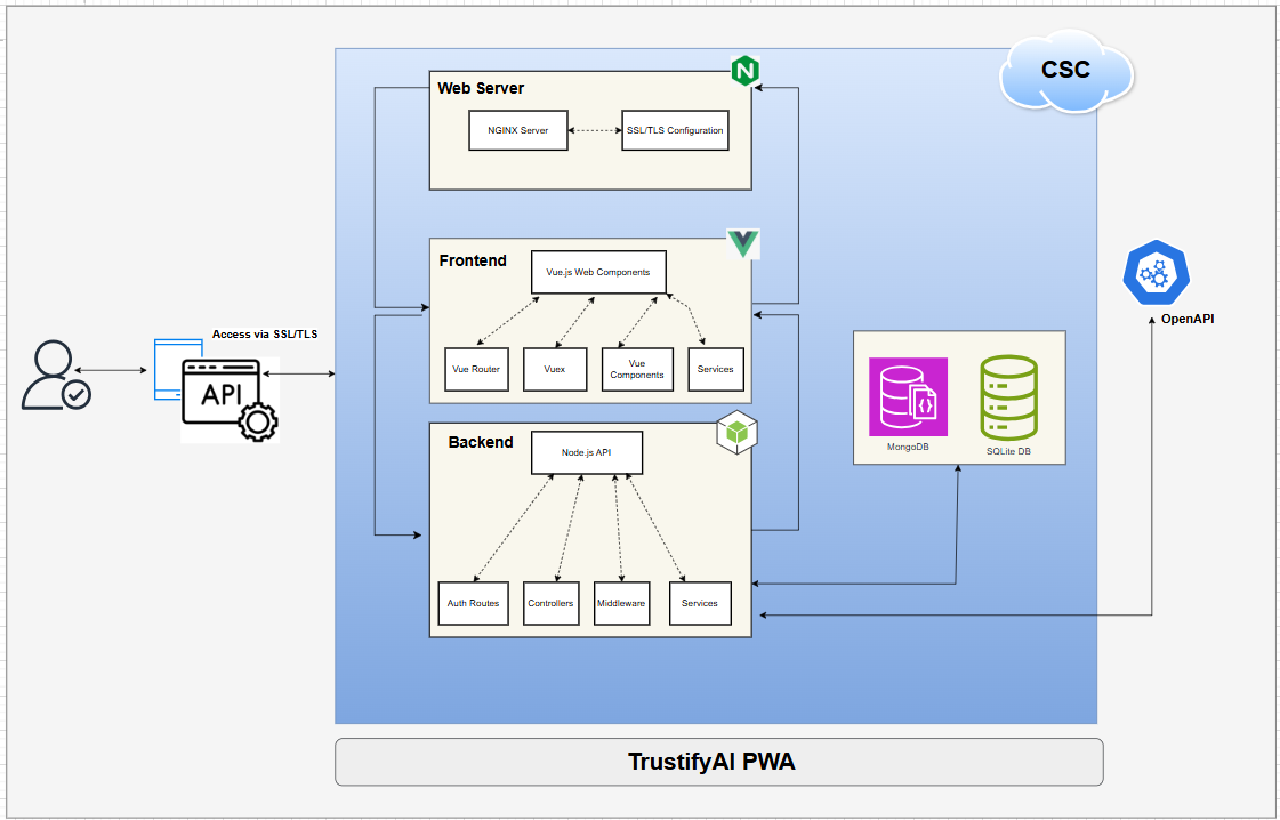 CSC
N
Web Server
NGINX Server
SSL/TLS Configuration
Frontend
Vue.js Web Components
Vue Router
Vuex
Vue
Components
Services
Access via SSL/TLS
API
OpenAPI
Backend
Node.js API
Auth Routes
Controllers
Middleware
Services
MongoDB
SQLite DB
TrustifyAI PWA